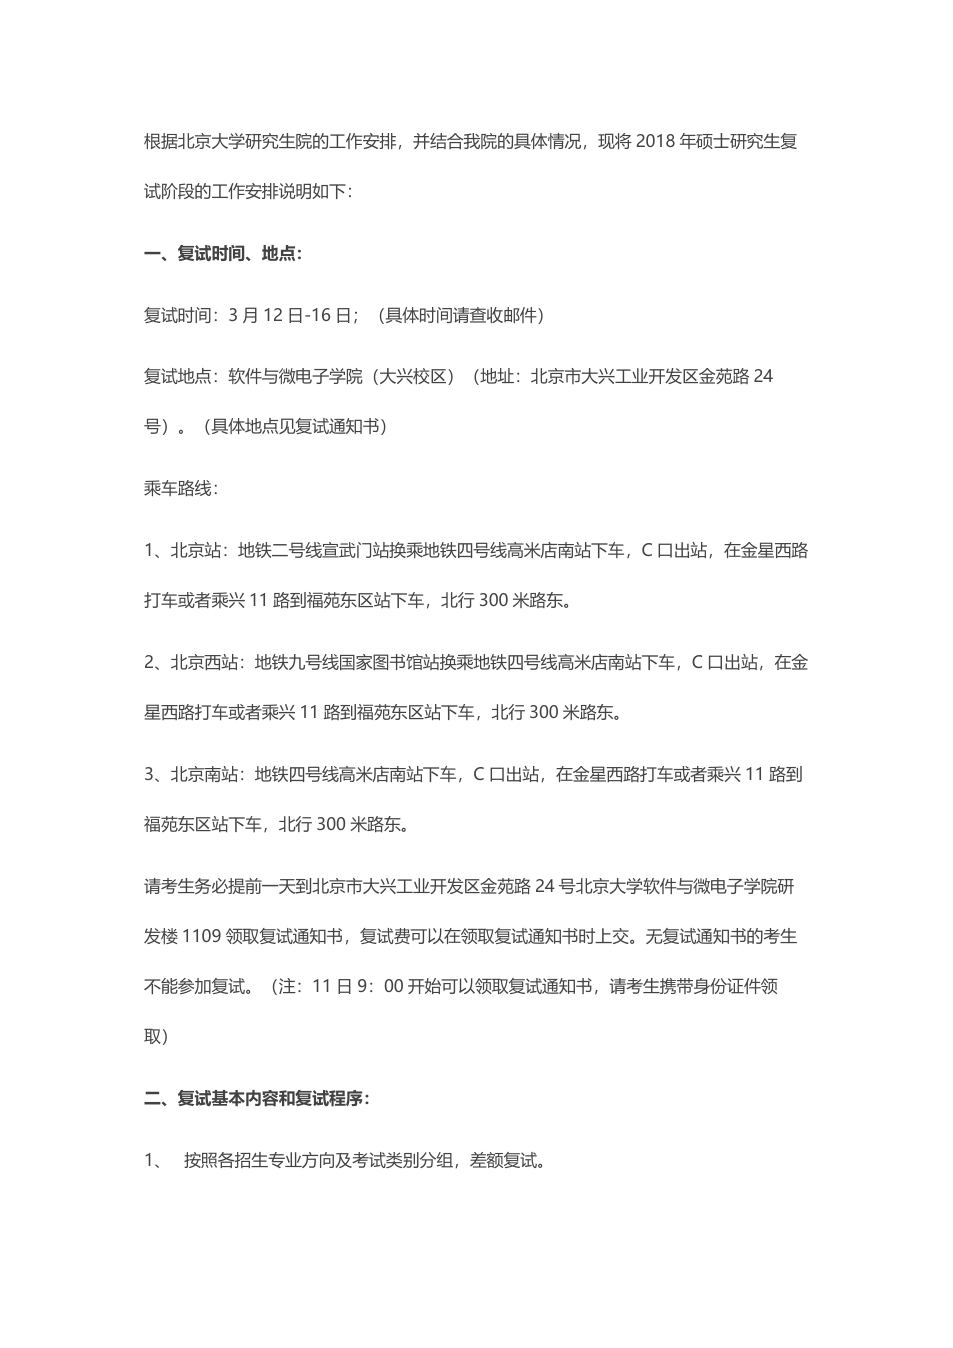 根据北京大学研究生院的工作安排，并结合我院的具体情况，现将 2018 年硕士研究生复
试阶段的工作安排说明如下：
一、复试时间、地点：
复试时间：3 月 12 日-16 日；（具体时间请查收邮件）
复试地点：软件与微电子学院（大兴校区）（地址：北京市大兴工业开发区金苑路 24
号）。（具体地点见复试通知书）
乘车路线：
1、北京站：地铁二号线宣武门站换乘地铁四号线高米店南站下车，C 口出站，在金星西路
打车或者乘兴 11 路到福苑东区站下车，北行 300 米路东。
2、北京西站：地铁九号线国家图书馆站换乘地铁四号线高米店南站下车，C 口出站，在金
星西路打车或者乘兴 11 路到福苑东区站下车，北行 300 米路东。
3、北京南站：地铁四号线高米店南站下车，C 口出站，在金星西路打车或者乘兴 11 路到
福苑东区站下车，北行 300 米路东。
请考生务必提前一天到北京市大兴工业开发区金苑路 24 号北京大学软件与微电子学院研
发楼 1109 领取复试通知书，复试费可以在领取复试通知书时上交。无复试通知书的考生
不能参加复试。（注：11 日 9：00 开始可以领取复试通知书，请考生携带身份证件领
取）
二、复试基本内容和复试程序：
1、 按照各招生专业方向及考试类别分组，差额复试。